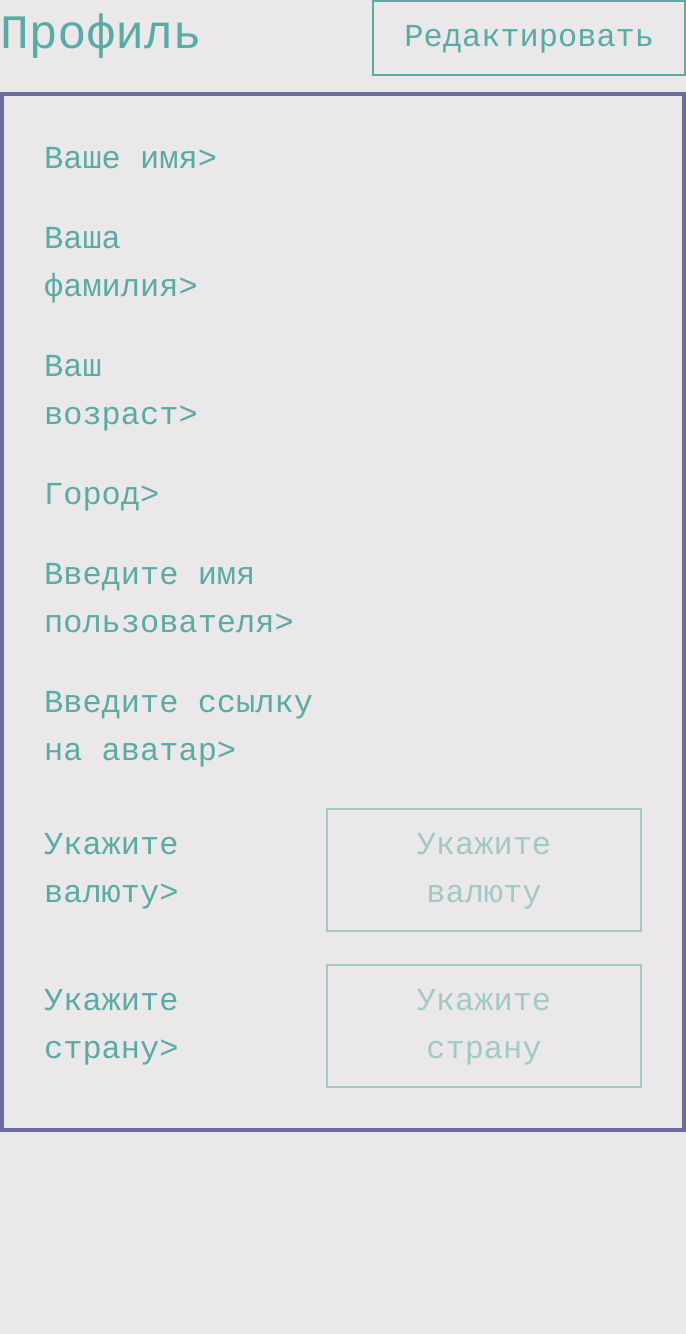 Профиль
Редактировать
Ваше имя>
Ваша
фамилия>
Ваш
возраст>
Город>
Введите имя
пользователя>
Введите ссылку
на аватар>
Укажите
валюту>
Укажите
валюту
Укажите
страну>
Укажите
страну